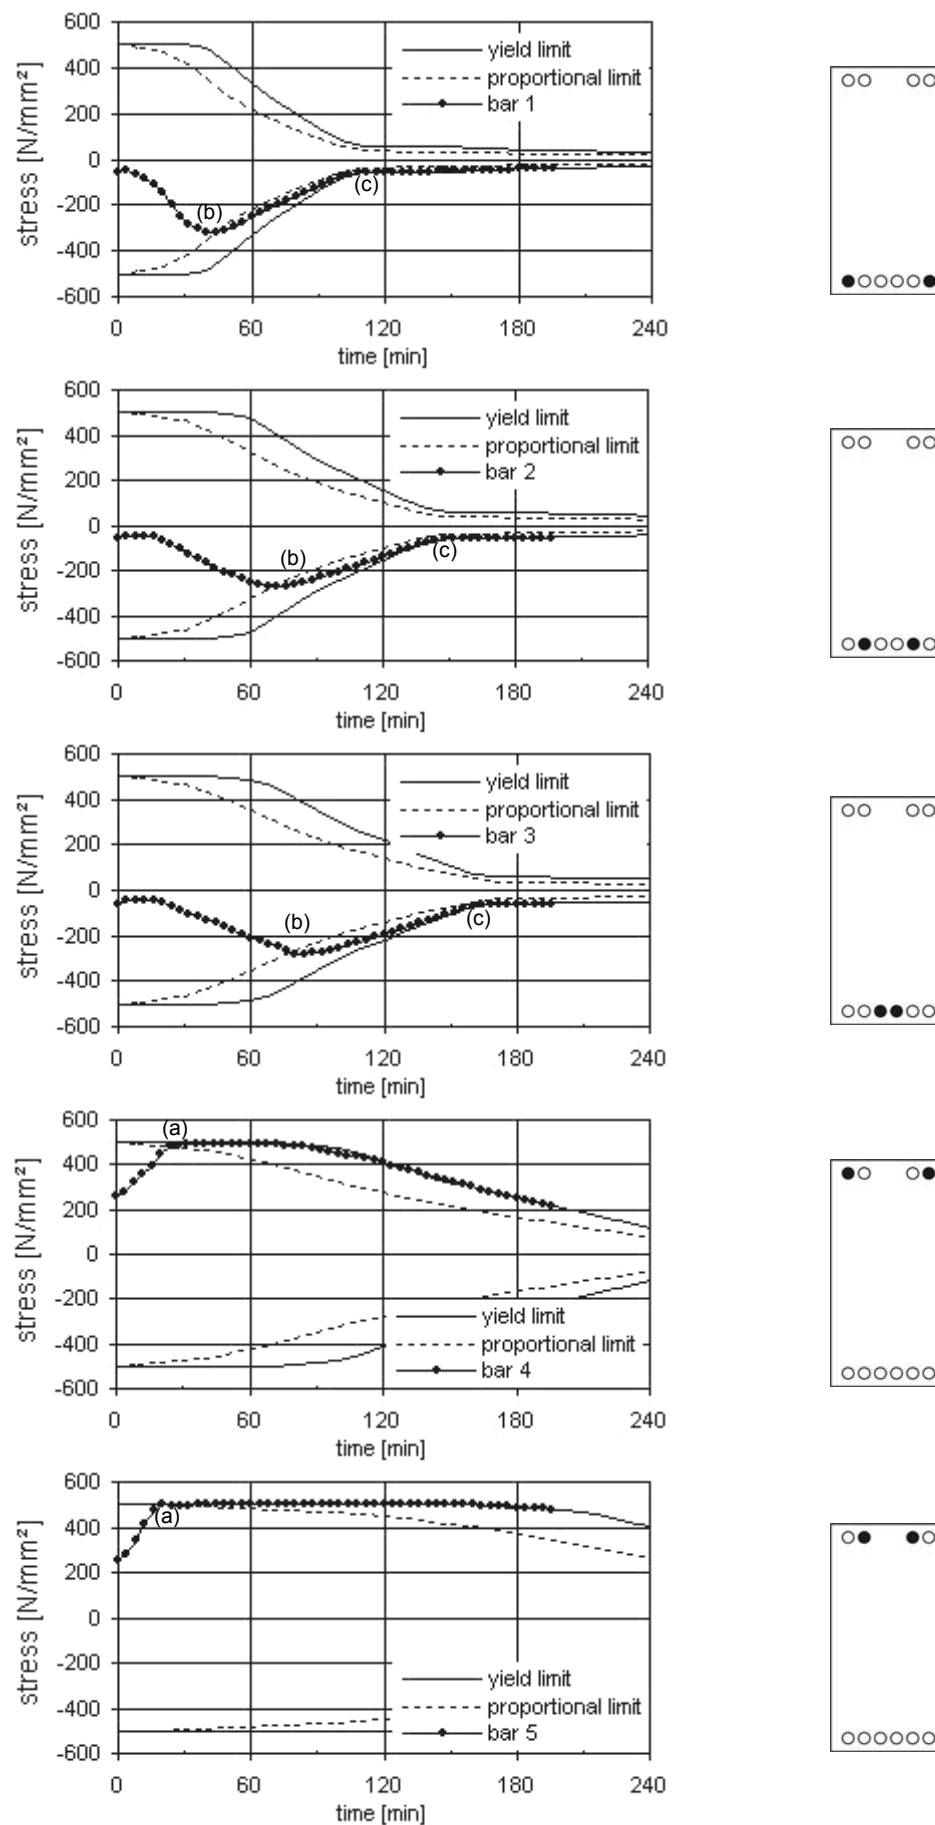 600
400
200
0
-200
-400
-600
stress [N/mm²]
yield limit
proportional limit
bar 1
(b)
(c)
0 60 120 180 240
time [min]
600
400
200
0
-200
-400
-600
stress [N/mm²]
yield limit
proportional limit
bar 2
(b)
(c)
0 60 120 180 240
time [min]
600
400
200
0
-200
-400
-600
stress [N/mm²]
yield limit
proportional limit
bar 3
(b)
(c)
0 60 120 180 240
time [min]
600
400
200
0
-200
-400
-600
stress [N/mm²]
(a)
yield limit
proportional limit
bar 4
0 60 120 180 240
time [min]
600
400
200
0
-200
-400
-600
stress [N/mm²]
(a)
yield limit
proportional limit
bar 5
0 60 120 180 240
time [min]